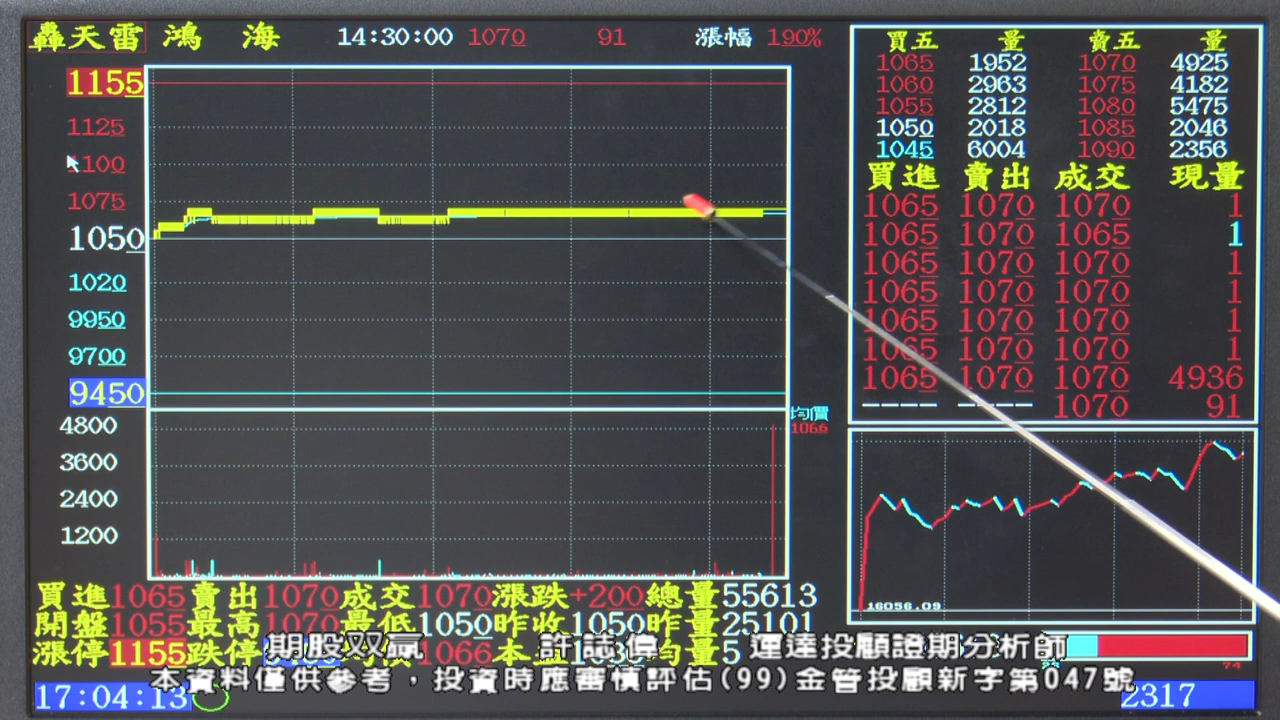 轟天雷 鴻 海 14:30:00 1070 91 漲幅 190%
買五 量 賣五 量
1065 1952 1070 4925
1060 2963 1075 4182
1055 2812 1080 5475
1050 2018 1085 2046
1045 6004 1090 2356
買進 賣出 成交 現量
1065 1070 1070 1
1065 1070 1065 1
1065 1070 1070 1
1065 1070 1070 1
1065 1070 1070 1
1065 1070 1070 1
1065 1070 1070 4936
---- ---- 1070 91
1155
1125
1075
1050
1020
9950
9700
9450
均價
1066
4800
3600
2400
1200
16056.09
買進1065賣出1070成交1070漲跌+200總量55613
開盤1055最高1070最低1050昨收1050昨量25101
漲停1155跌停
1066
74
期股双贏 許誌偉 運達投顧證期分析師
本資料僅供參考，投資時應審慎評估(99)金管投顧新字第047號
17:04:13
2317